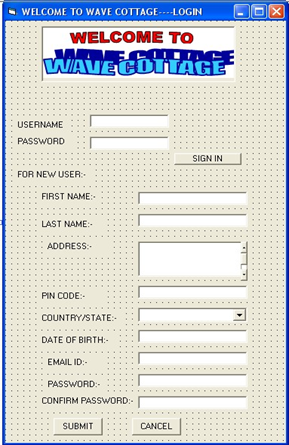 WELCOME TO WAVE COTTAGE----LOGIN
WELCOME TO
WAVE COTTAGE
USERNAME
PASSWORD
SIGN IN
FOR NEW USER:-
FIRST NAME:-
LAST NAME:-
ADDRESS:-
PIN CODE:-
COUNTRY/STATE:-
DATE OF BIRTH:-
EMAIL ID:-
PASSWORD:-
CONFIRM PASSWORD:-
SUBMIT
CANCEL